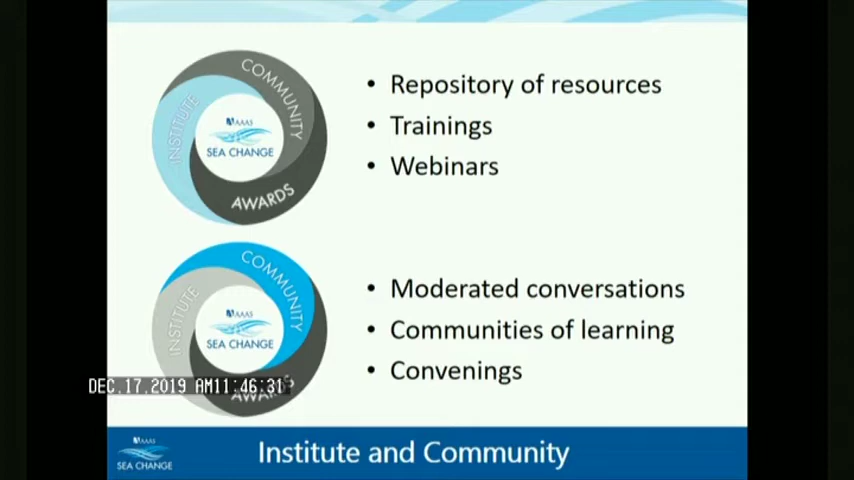 COMMUNITY
INSTITUTE
AAAS
SEA CHANGE
AWARDS
• Repository of resources
• Trainings
• Webinars
COMMUNITY
INSTITUTE
AAAS
SEA CHANGE
AWARDS
• Moderated conversations
• Communities of learning
• Convenings
DEC.17.2019 AM11:46:31
AAAS
SEA CHANGE
Institute and Community